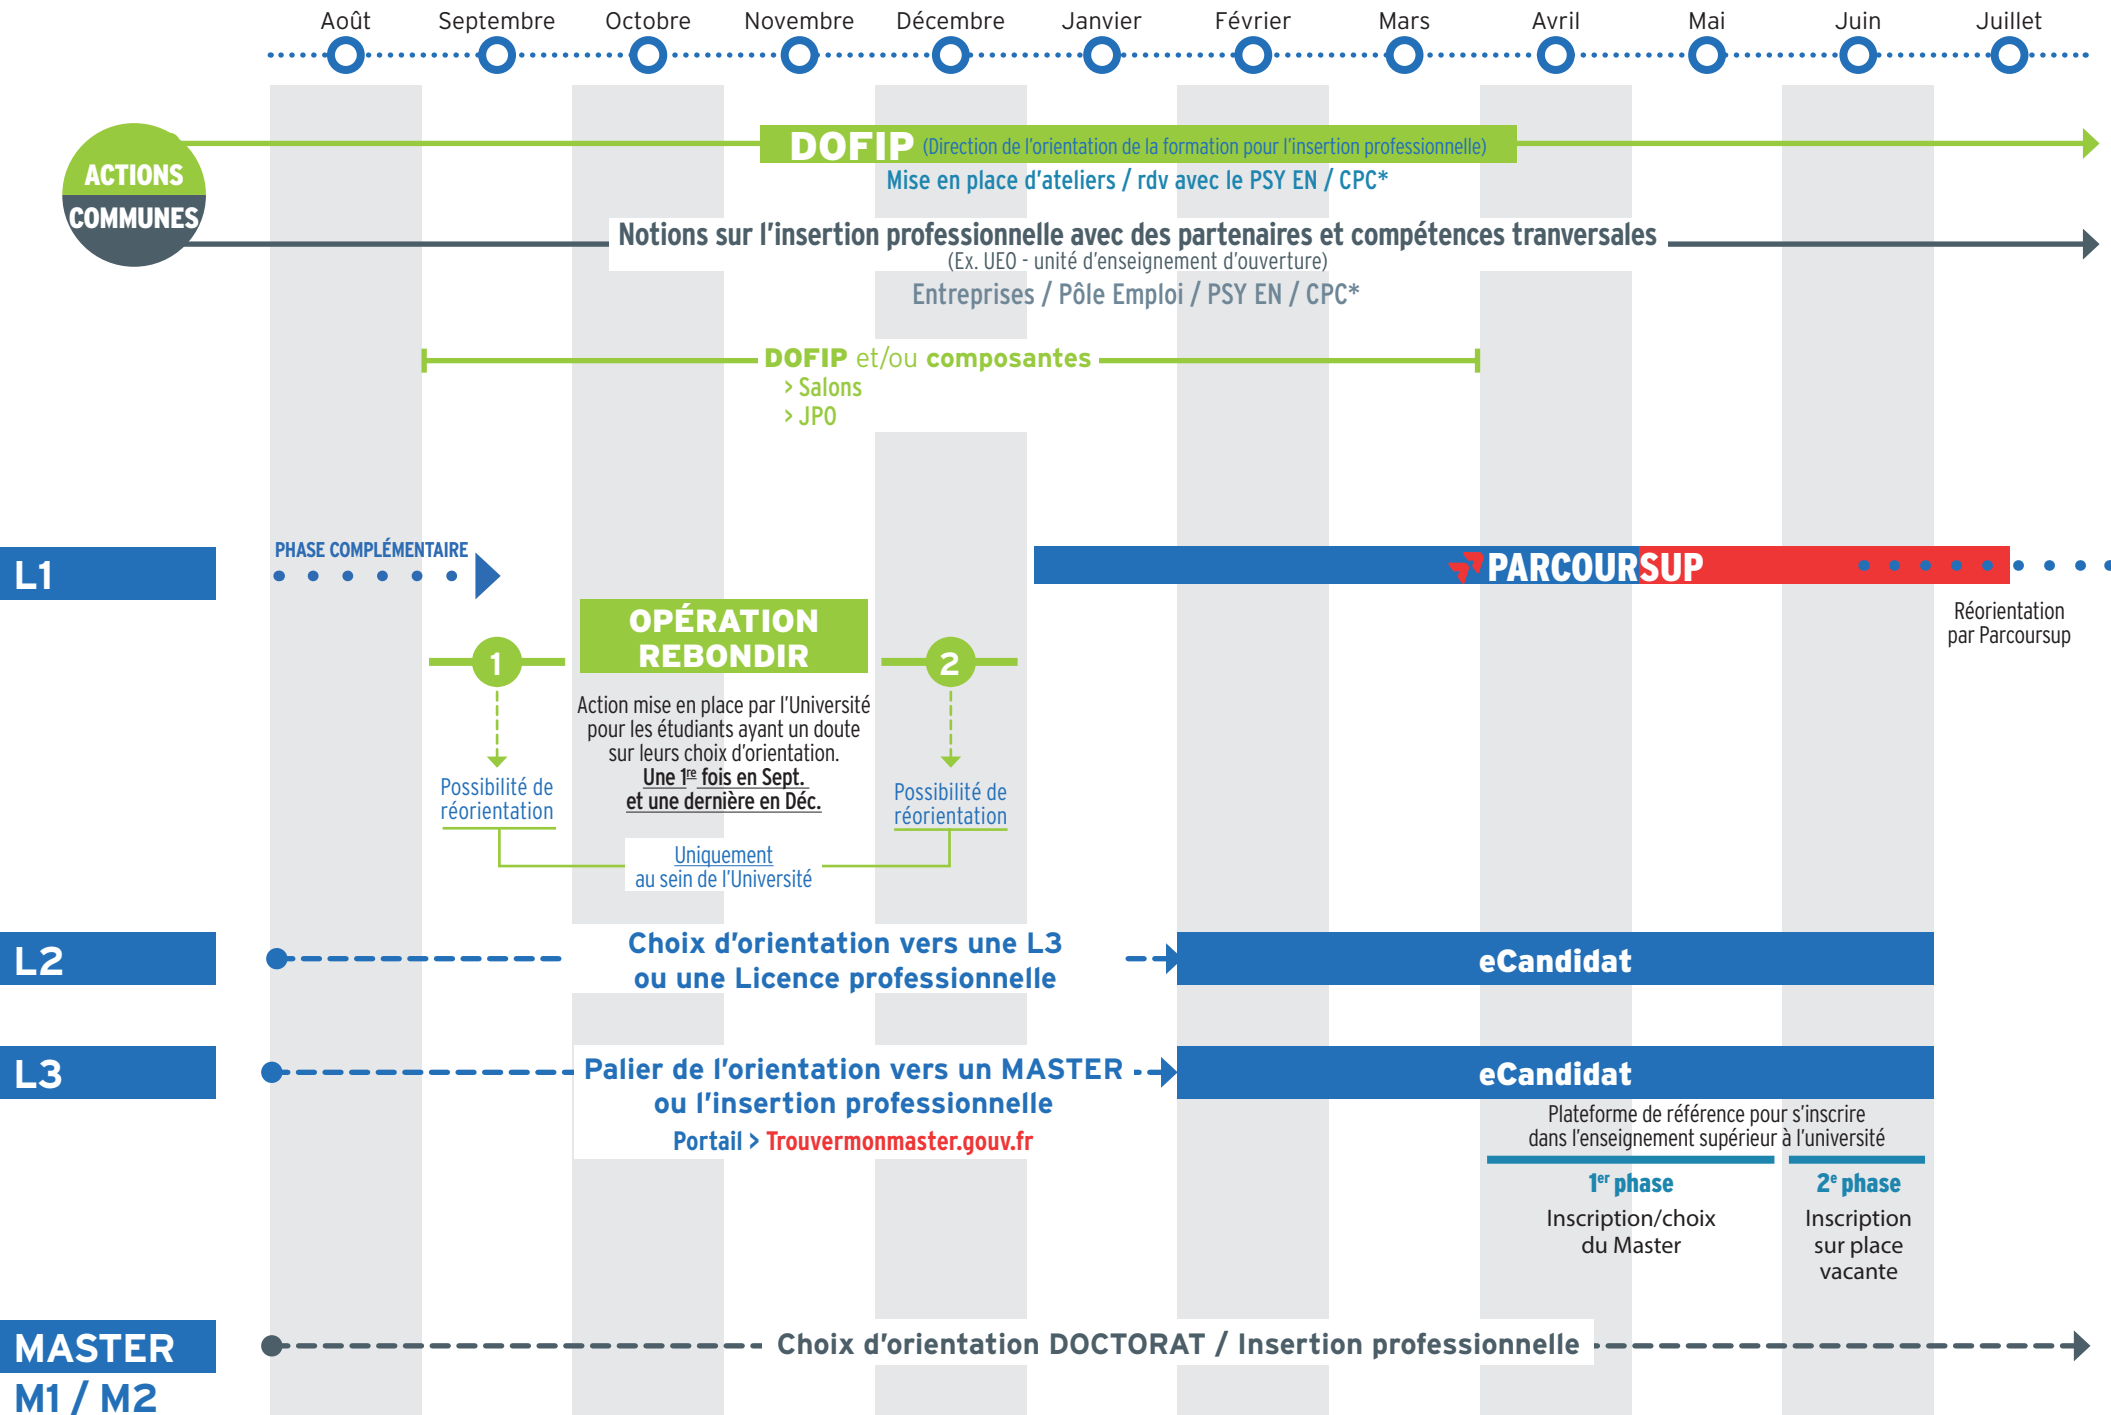 Août Septembre Octobre Novembre Décembre Janvier Février Mars Avril Mai Juin Juillet
ACTIONS
COMMUNES
DOFIP (Direction de l'orientation de la formation pour l'insertion professionnelle)
Mise en place d'ateliers / rdv avec le PSY EN / CPC*
Notions sur l'insertion professionnelle avec des partenaires et compétences tranversales
(Ex. UEO - unité d'enseignement d'ouverture)
Entreprises / Pôle Emploi / PSY EN / CPC*
DOFIP et/ou composantes
> Salons
> JPO
L1
PHASE COMPLÉMENTAIRE
PARCOURSUP
Réorientation
par Parcoursup
OPÉRATION
REBONDIR
1
2
Action mise en place par l'Université
pour les étudiants ayant un doute
sur leurs choix d'orientation.
Une 1re fois en Sept.
et une dernière en Déc.
Possibilité de
réorientation
Possibilité de
réorientation
Uniquement
au sein de l'Université
L2
Choix d'orientation vers une L3
ou une Licence professionnelle
eCandidat
L3
Palier de l'orientation vers un MASTER
ou l'insertion professionnelle
Portail > Trouvermonmaster.gouv.fr
eCandidat
Plateforme de référence pour s'inscrire
dans l'enseignement supérieur à l'université
1er phase
Inscription/choix
du Master
2e phase
Inscription
sur place
vacante
MASTER
M1 / M2
Choix d'orientation DOCTORAT / Insertion professionnelle